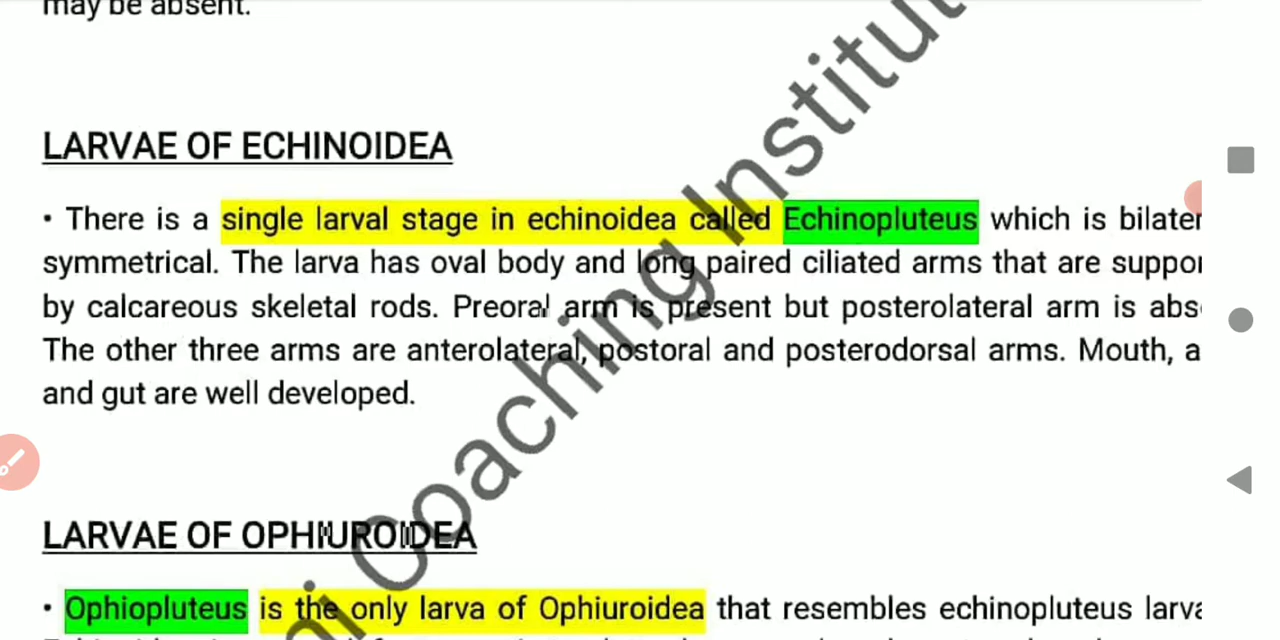 may be absent.
LARVAE OF ECHINOIDEA
• There is a single larval stage in echinoidea called Echinopluteus which is bilater
symmetrical. The larva has oval body and long paired ciliated arms that are suppor
by calcareous skeletal rods. Preoral arm is present but posterolateral arm is abs
The other three arms are anterolateral, postoral and posterodorsal arms. Mouth, a
and gut are well developed.
LARVAE OF OPHIUROIDEA
• Ophiopluteus is the only larva of Ophiuroidea that resembles echinopluteus larva
ni Coaching Institut